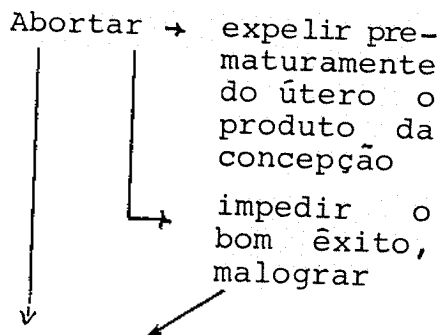 Abortar → expelir pre-
maturamente
do útero o
produto da
concepção
impedir o
bom êxito,
malograr